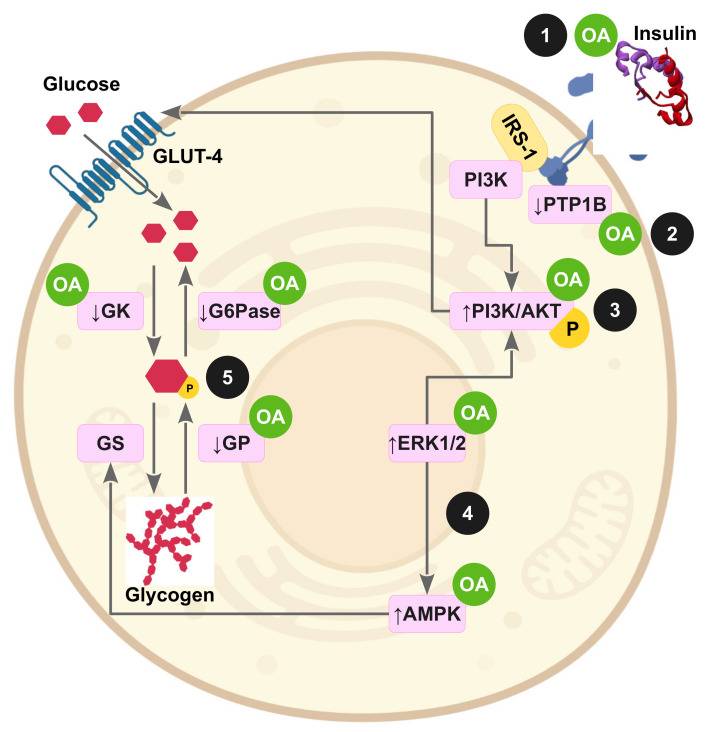 1
OA
Insulin
Glucose
GLUT-4
IRS-1
PI3K
↓PTP1B
OA
2
OA
↓GK
↓G6Pase
OA
OA
↑PI3K/AKT
P
3
P
5
OA
GS
↓GP
OA
↑ERK1/2
4
Glycogen
OA
↑AMPK